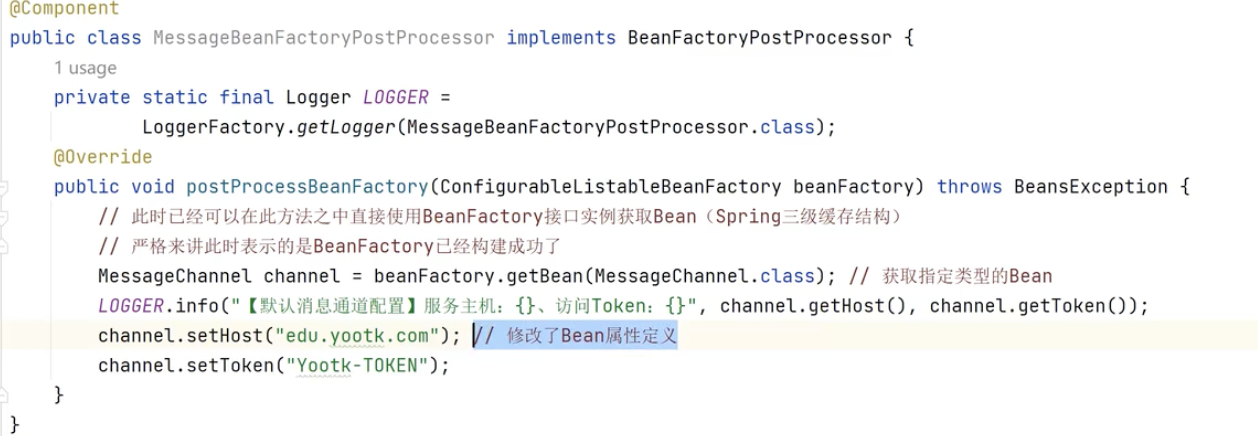 @Component
public class MessageBeanFactoryPostProcessor implements BeanFactoryPostProcessor {
1 usage
private static final Logger LOGGER =
LoggerFactory.getLogger(MessageBeanFactoryPostProcessor.class);
@Override
public void postProcessBeanFactory(ConfigurableListableBeanFactory beanFactory) throws BeansException {
// 此时已经可以在此方法之中直接使用BeanFactory接口实例获取Bean（Spring三级缓存结构）
// 严格来讲此时表示的是BeanFactory已经构建成功了
MessageChannel channel = beanFactory.getBean(MessageChannel.class); // 获取指定类型的Bean
LOGGER.info("【默认消息通道配置】服务主机：{}、访问Token：{}", channel.getHost(), channel.getToken());
channel.setHost("edu.yootk.com"); // 修改了Bean属性定义
channel.setToken("Yootk-TOKEN");
}
}